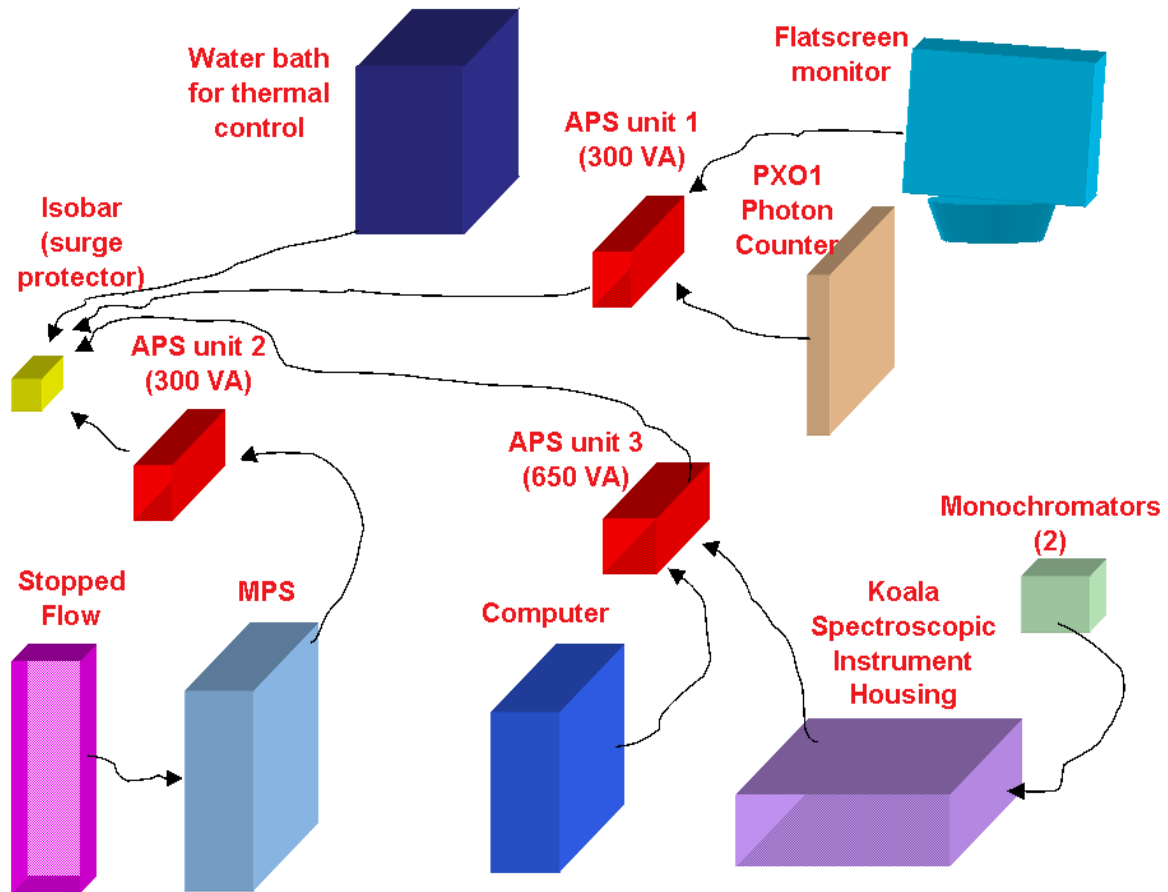 Water bath
for thermal
control
Flatscreen
monitor
APS unit 1
(300 VA)
PXO1
Photon
Counter
Isobar
(surge
protector)
APS unit 2
(300 VA)
APS unit 3
(650 VA)
Monochromators
(2)
Stopped
Flow
MPS
Computer
Koala
Spectroscopic
Instrument
Housing